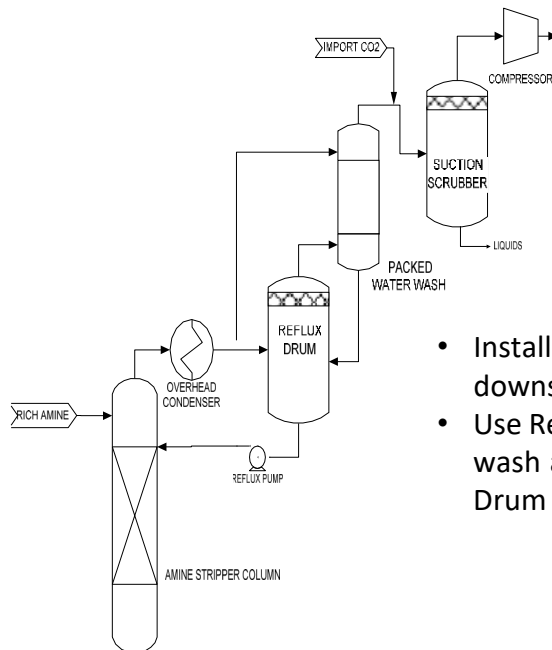 IMPORT CO2
COMPRESSOR
SUCTION
SCRUBBER
LIQUIDS
PACKED
WATER WASH
REFLUX
DRUM
OVERHEAD
CONDENSER
RICH AMINE
REFLUX PUMP
AMINE STRIPPER COLUMN
• Install
downs
• Use Re
wash a
Drum